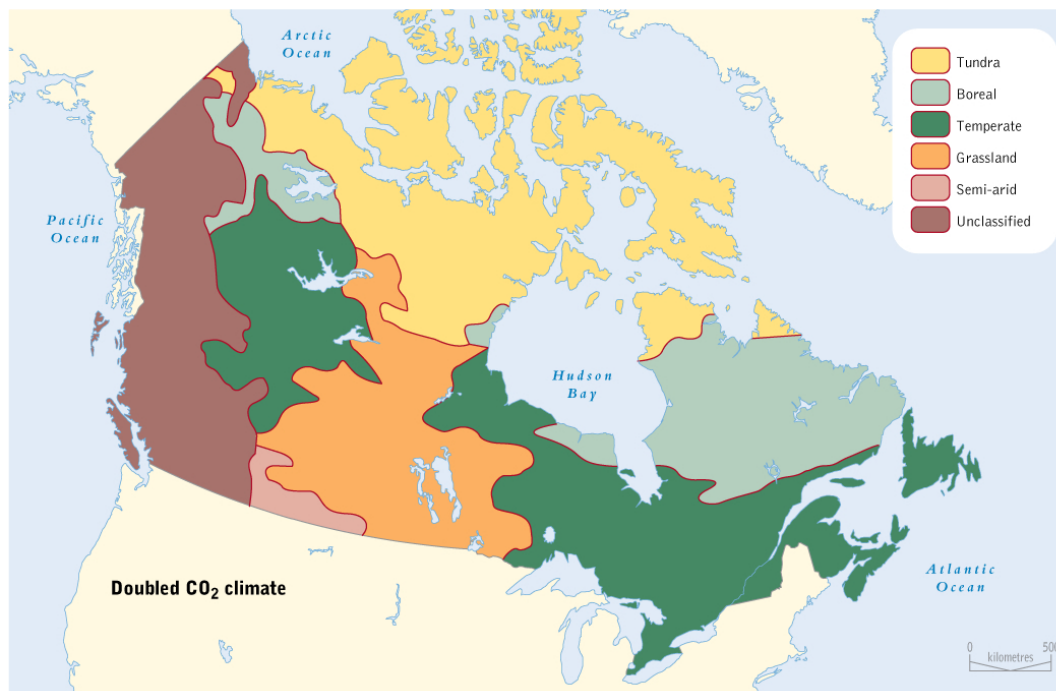 Arctic
Ocean
Tundra
Boreal
Temperate
Grassland
Semi-arid
Unclassified
Pacific
Ocean
Hudson
Bay
Atlantic
Ocean
Doubled CO₂ climate
0 500
kilometres